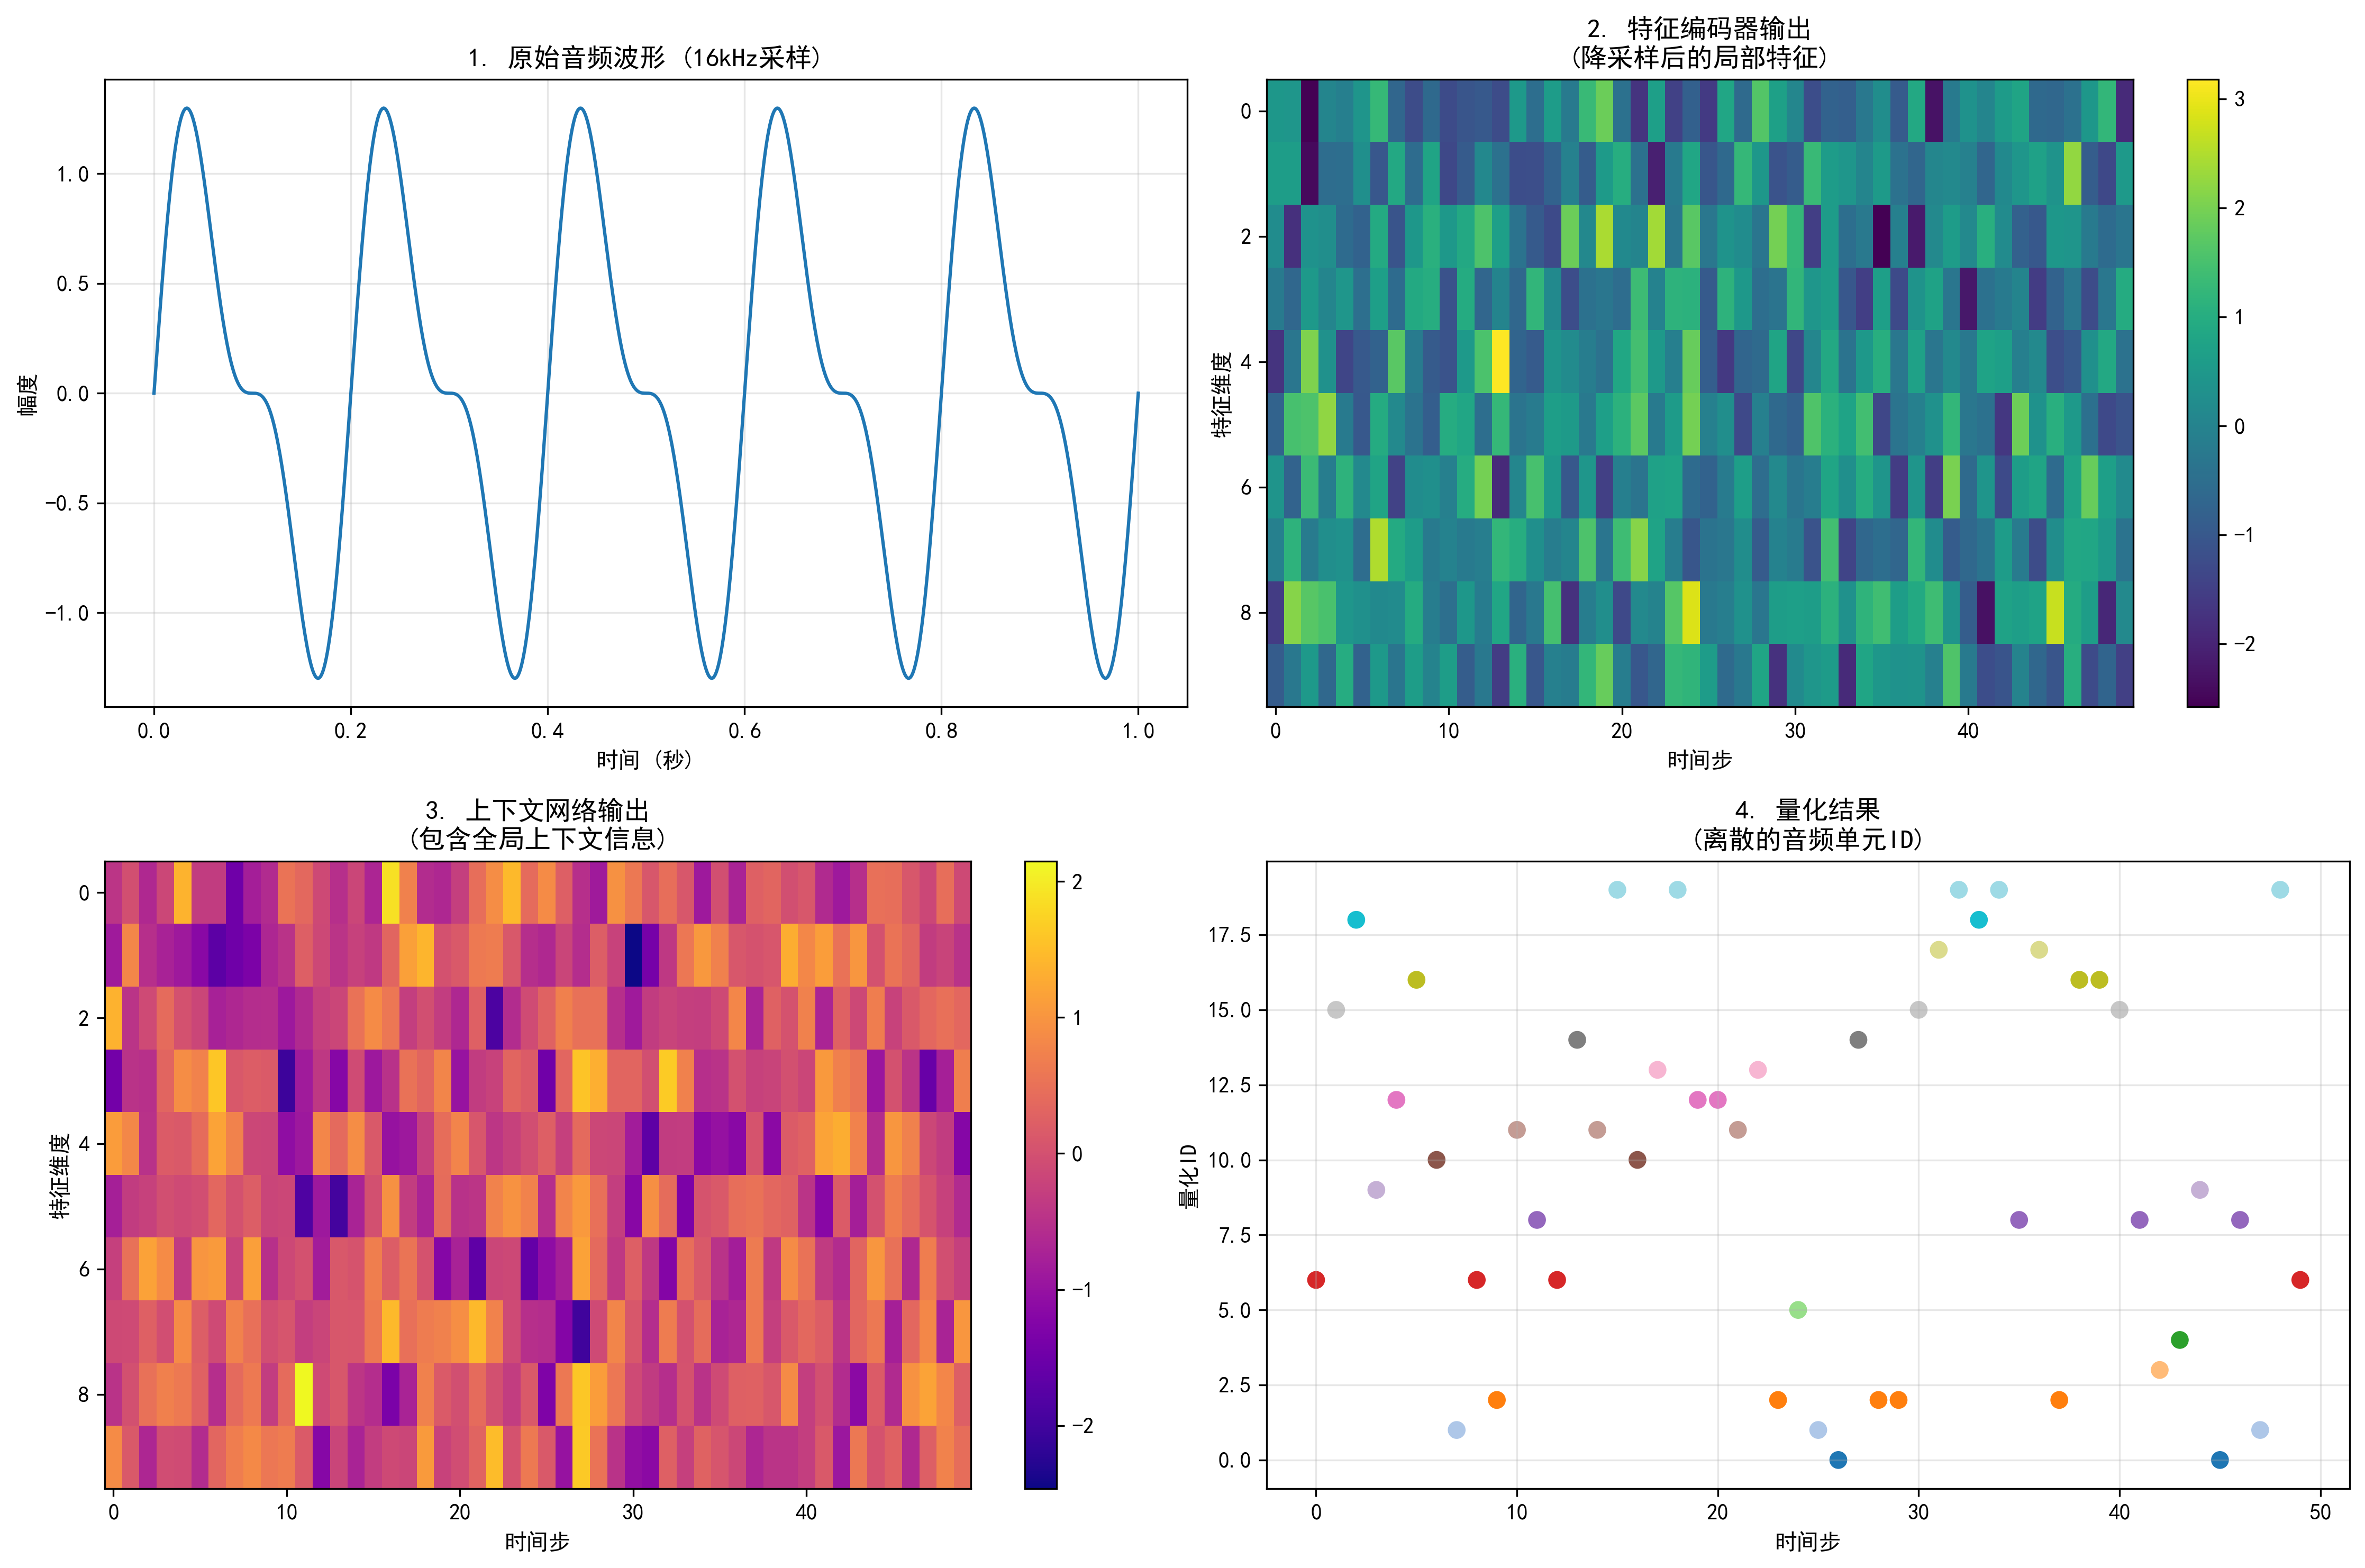 1. 原始音频波形 (16kHz采样)
1.0
0.5
0.0
−0.5
−1.0
幅度
0.0 0.2 0.4 0.6 0.8 1.0
时间 (秒)
2. 特征编码器输出
(降采样后的局部特征)
0
2
4
6
8
特征维度
0 10 20 30 40
时间步
3
2
1
0
−1
−2
3. 上下文网络输出
(包含全局上下文信息)
0
2
4
6
8
特征维度
0 10 20 30 40
时间步
2
1
0
−1
−2
4. 量化结果
(离散的音频单元ID)
17.5
15.0
12.5
10.0
7.5
5.0
2.5
0.0
量化ID
0 10 20 30 40 50
时间步